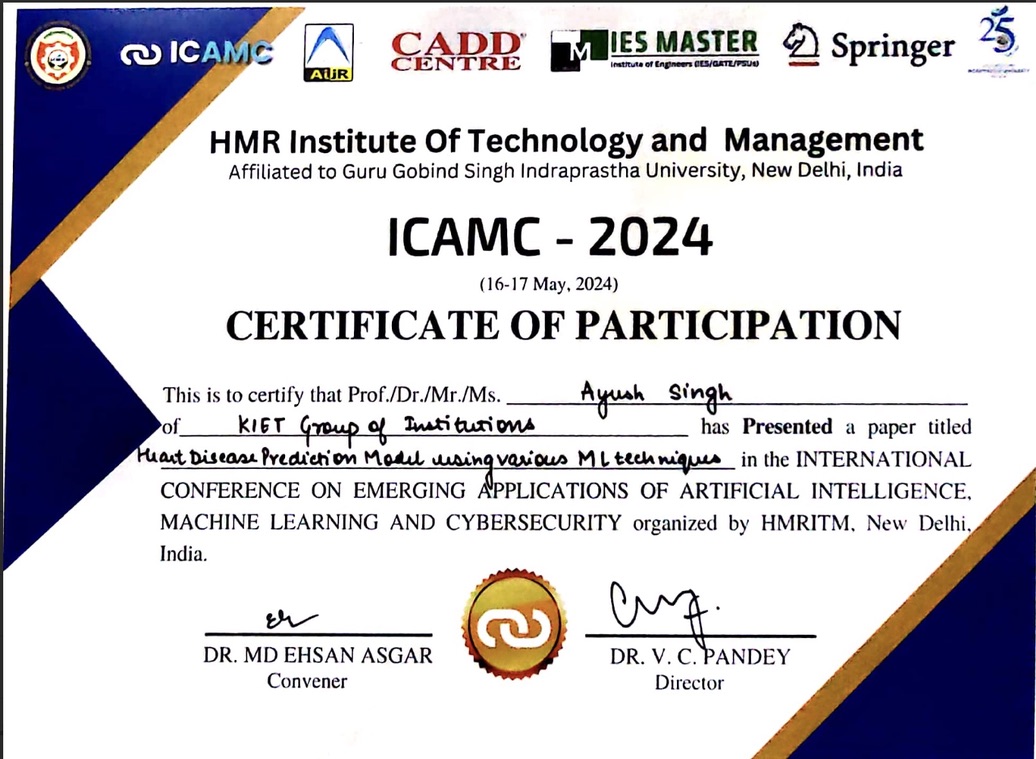 ICAMC
AIJR
CADD CENTRE
IES MASTER
Institute of Engineers (IES/GATE/PSUs)
Springer
25
HMR Institute Of Technology and Management
Affiliated to Guru Gobind Singh Indraprastha University, New Delhi, India
ICAMC - 2024
(16-17 May, 2024)
CERTIFICATE OF PARTICIPATION
This is to certify that Prof./Dr./Mr./Ms. Ayush Singh
of KIET Group of Institutions has Presented a paper titled
Heart Disease Prediction Model using various ML techniques in the INTERNATIONAL
CONFERENCE ON EMERGING APPLICATIONS OF ARTIFICIAL INTELLIGENCE,
MACHINE LEARNING AND CYBERSECURITY organized by HMRITM, New Delhi,
India.
DR. MD EHSAN ASGAR
Convener
DR. V. C. PANDEY
Director